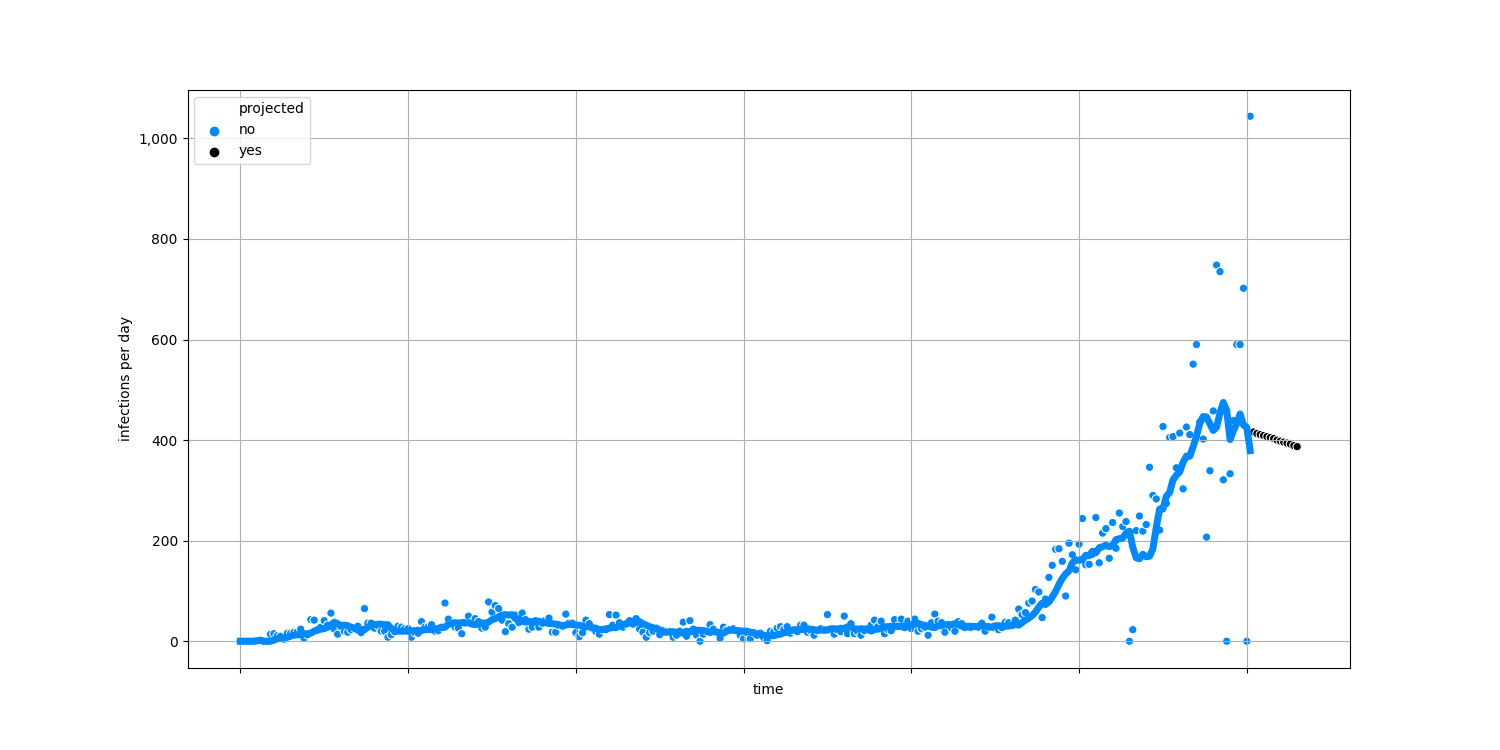 projected
no
yes
1,000
800
600
400
200
0
infections per day
time